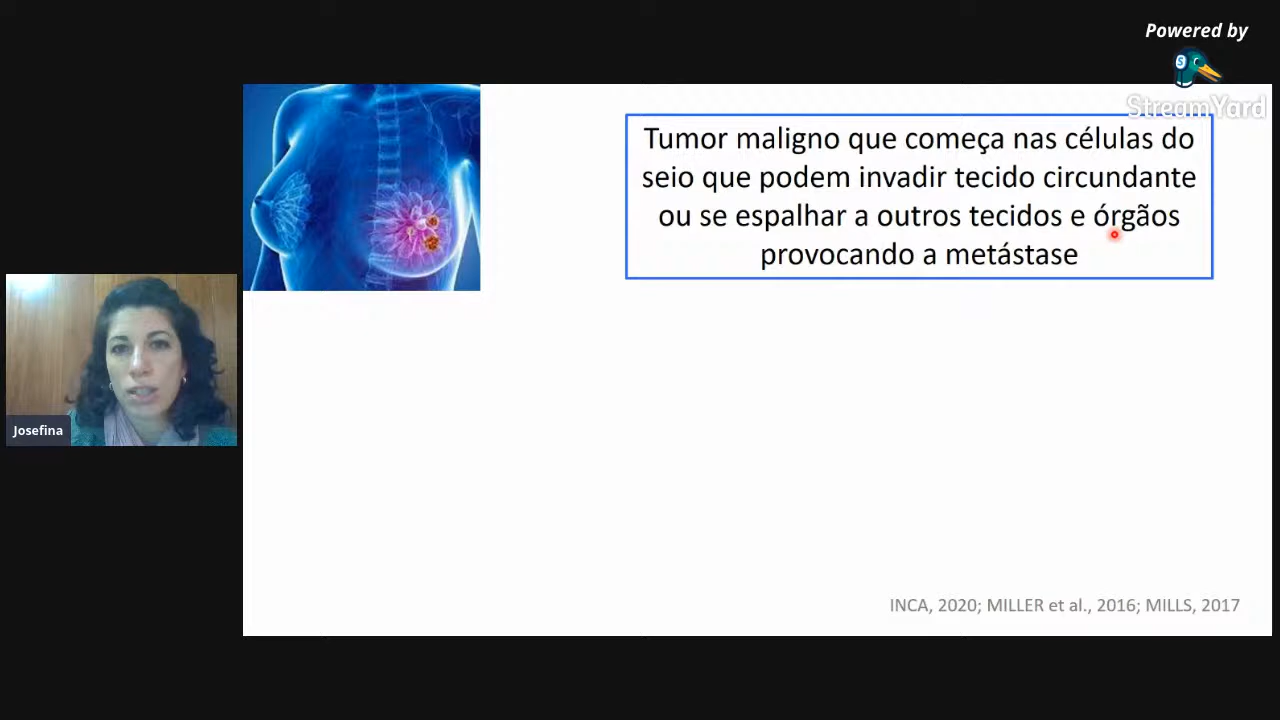 Powered by
StreamYard
Tumor maligno que começa nas células do
seio que podem invadir tecido circundante
ou se espalhar a outros tecidos e órgãos
provocando a metástase
Josefina
INCA, 2020; MILLER et al., 2016; MILLS, 2017